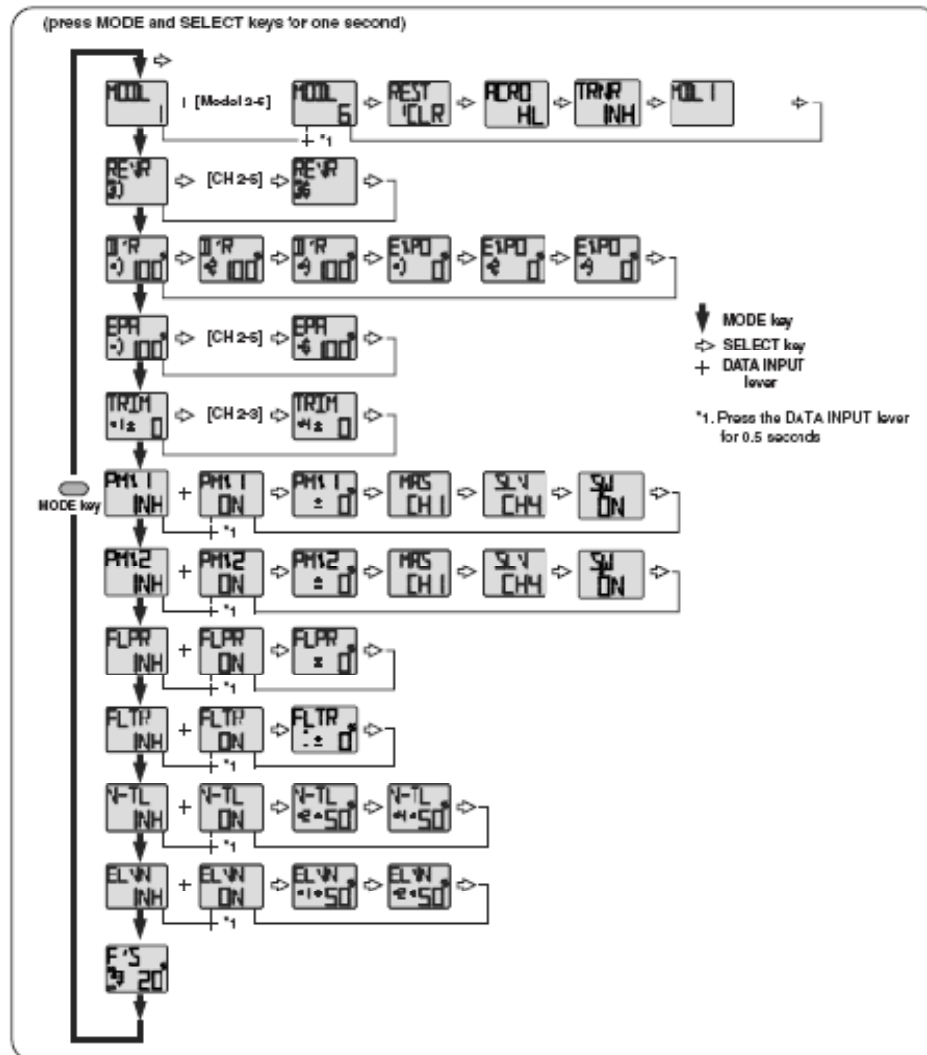 (press MODE and SELECT keys for one second)
MODL 1 [Model 2-6] MODL 6 REST CLR ACRO HL TRNR INH MDL 1
*1
REVR [CH 2-5] REVR
D/R 100 D/R 100 D/R 100 EXPO 0 EXPO 0 EXPO 0
MODE key
EPA 100 [CH 2-5] EPA 100
SELECT key
+ DATA INPUT
lever
TRIM ± 0 [CH 2-3] TRIM ± 0
*1. Press the DATA INPUT lever
for 0.5 seconds
MODE key
PMX1 INH + PMX1 ON PMX1 ± 0 MAS CH1 SLV CH4 SW ON
*1
PMX2 INH + PMX2 ON PMX2 ± 0 MAS CH1 SLV CH4 SW ON
*1
FLPR INH + FLPR ON FLPR ± 0
*1
FLTR INH + FLTR ON FLTR ± 0
*1
V-TL INH + V-TL ON V-TL 50 V-TL 50
*1
ELVN INH + ELVN ON ELVN 50 ELVN 50
*1
F/S 20